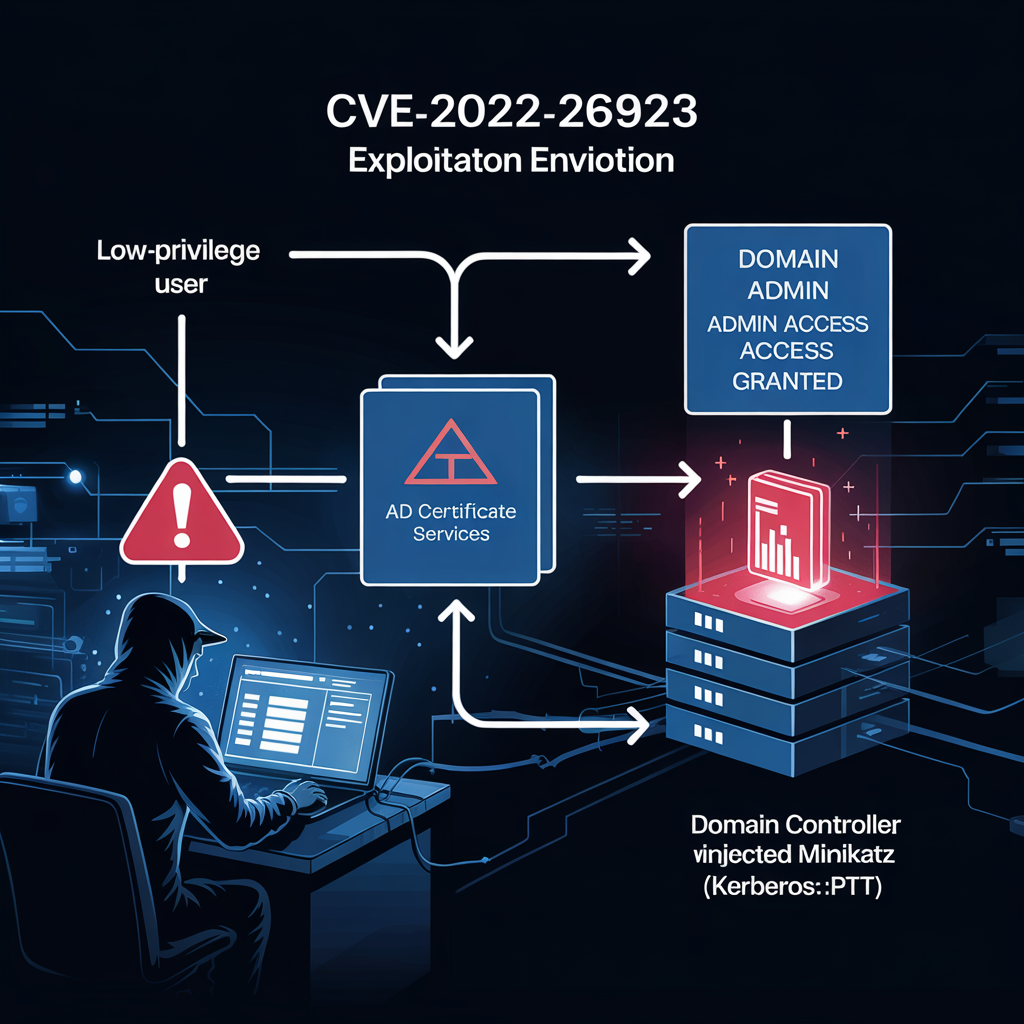 CVE-2022-26923
Exploitaton Enviotion
Low-privilege
user
DOMAIN
ADMIN
ADMIN ACCESS
ACCESS
GRANTED
AD Certificate
Services
Domain Controller
vinjected Minikatz
(Kerberos::PTT)